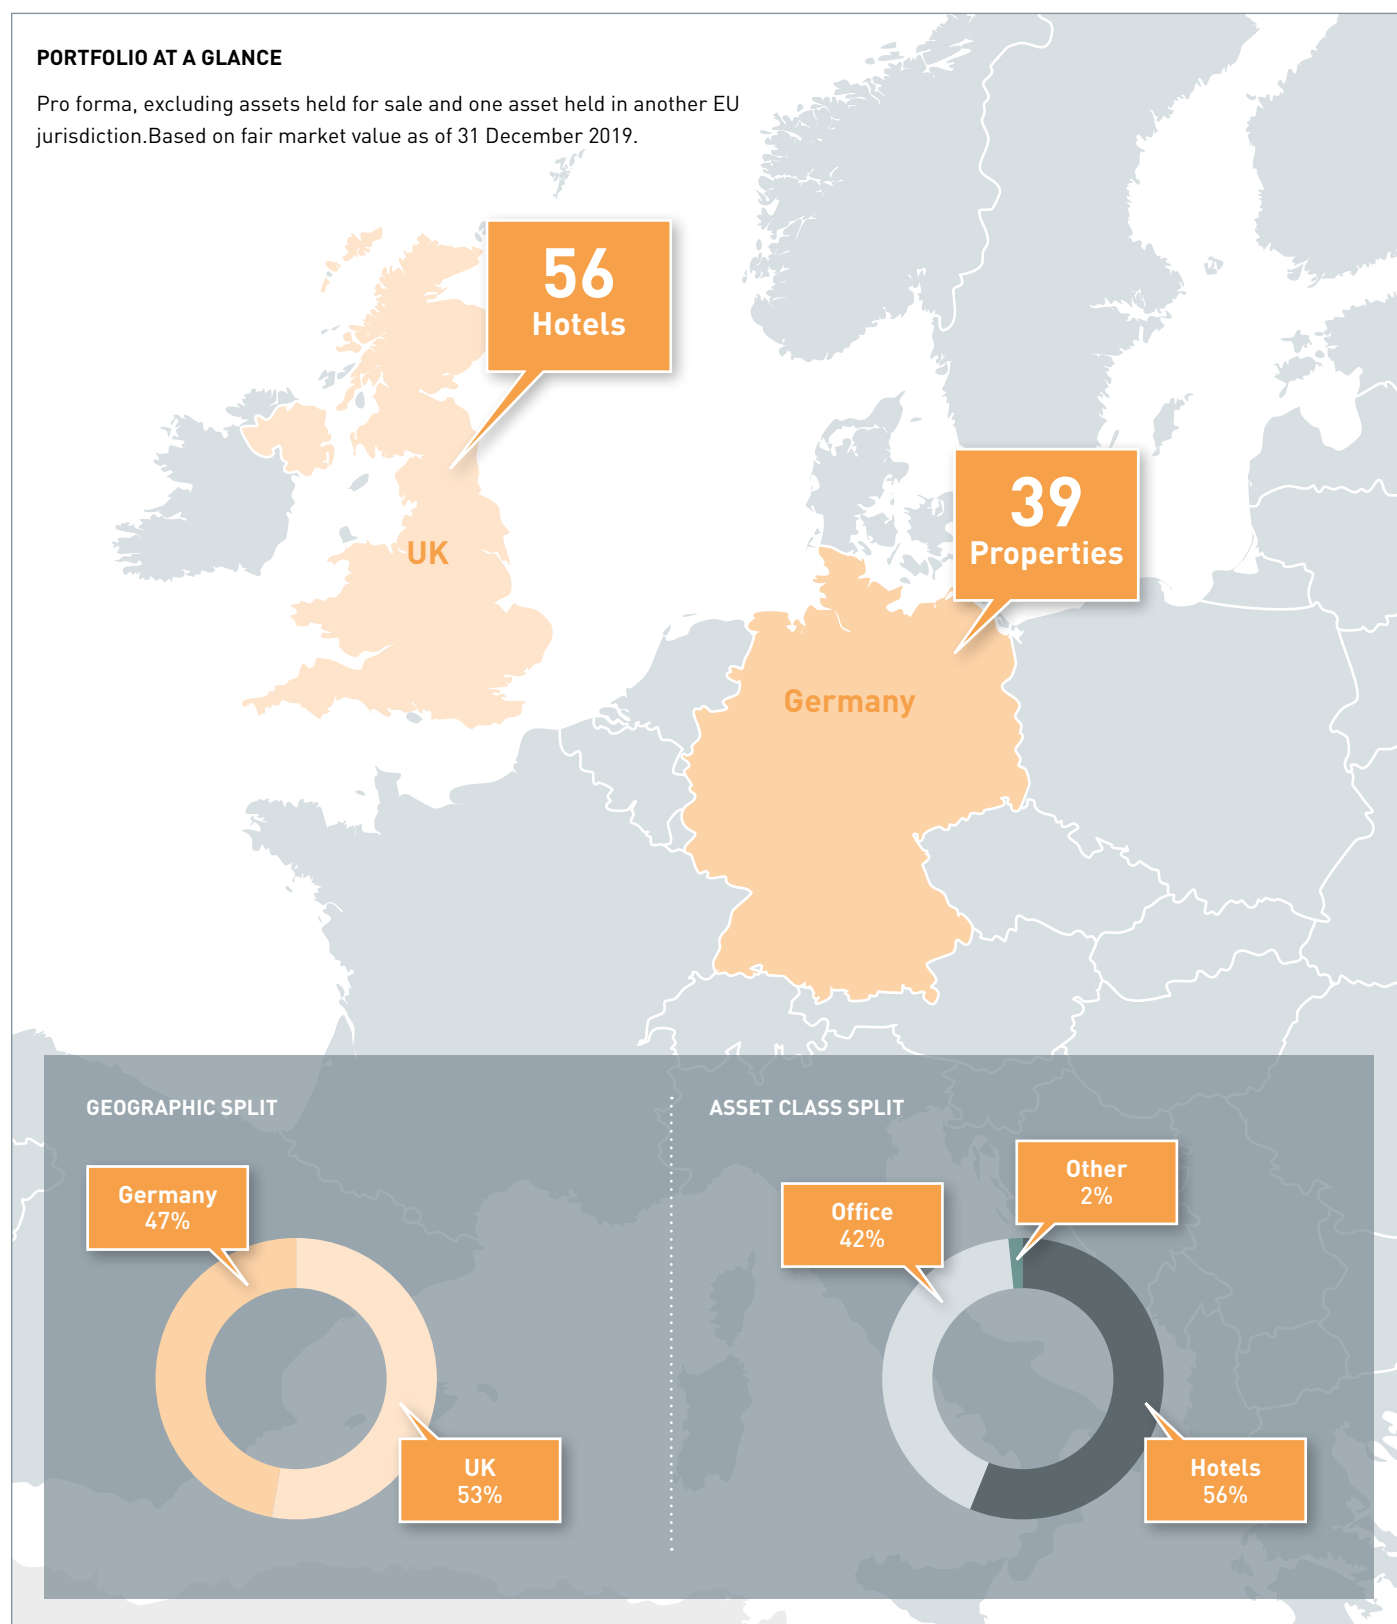 PORTFOLIO AT A GLANCE
Pro forma, excluding assets held for sale and one asset held in another EU
jurisdiction.Based on fair market value as of 31 December 2019.
56
Hotels
39
Properties
UK
Germany
GEOGRAPHIC SPLIT
Germany
47%
UK
53%
ASSET CLASS SPLIT
Other
2%
Office
42%
Hotels
56%